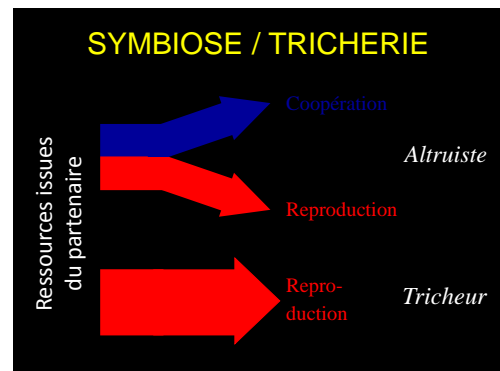 SYMBIOSE / TRICHERIE
Ressources issues
du partenaire
Coopération
Altruiste
Reproduction
Repro-
duction
Tricheur